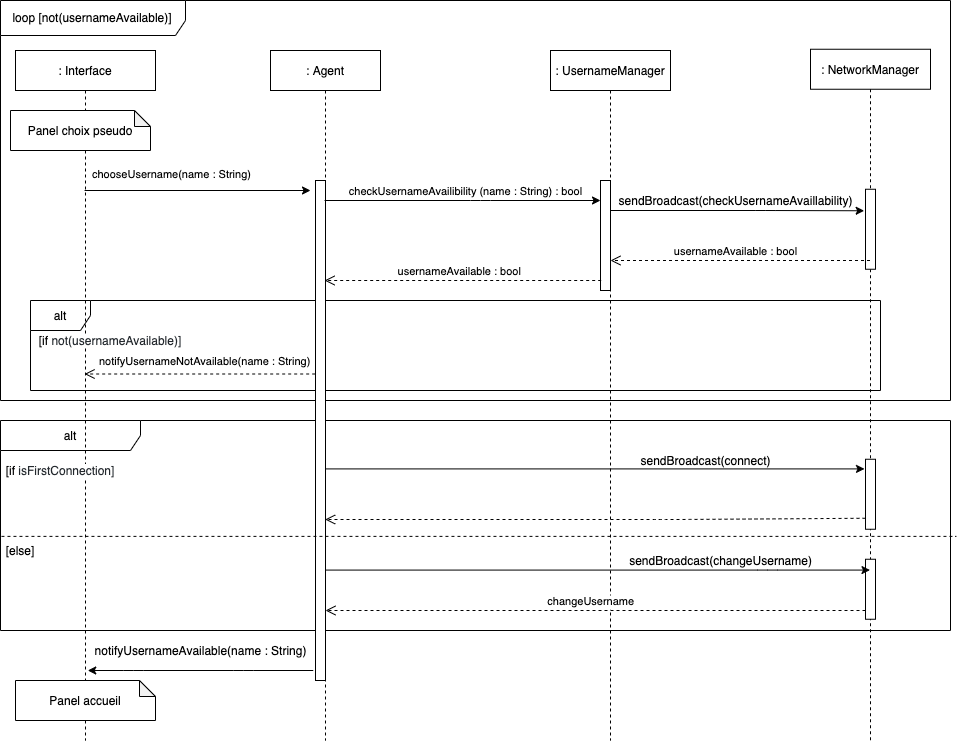 loop [not(usernameAvailable)]
: Interface
: Agent
: UsernameManager
: NetworkManager
Panel choix pseudo
chooseUsername(name : String)
checkUsernameAvailibility (name : String) : bool
sendBroadcast(checkUsernameAvaillability)
usernameAvailable : bool
usernameAvailable : bool
alt
[if not(usernameAvailable)]
notifyUsernameNotAvailable(name : String)
alt
[if isFirstConnection]
sendBroadcast(connect)
[else]
sendBroadcast(changeUsername)
changeUsername
notifyUsernameAvailable(name : String)
Panel accueil